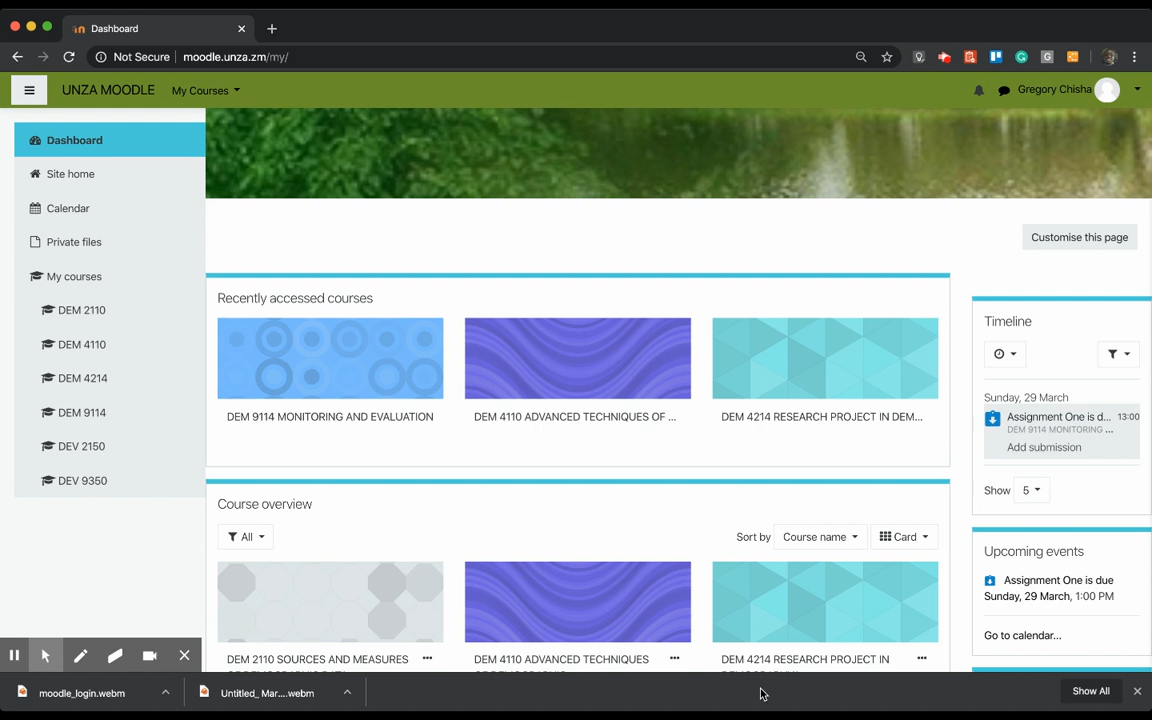 Dashboard
Not Secure
moodle.unza.zm/my/
UNZA MOODLE
My Courses
Gregory Chisha
Dashboard
Site home
Calendar
Private files
My courses
DEM 2110
DEM 4110
DEM 4214
DEM 9114
DEV 2150
DEV 9350
Customise this page
Recently accessed courses
DEM 9114 MONITORING AND EVALUATION
DEM 4110 ADVANCED TECHNIQUES OF ...
DEM 4214 RESEARCH PROJECT IN DEM...
Course overview
All
Sort by
Course name
Card
DEM 2110 SOURCES AND MEASURES
DEM 4110 ADVANCED TECHNIQUES
DEM 4214 RESEARCH PROJECT IN
Timeline
Sunday, 29 March
Assignment One is d... 13:00
DEM 9114 MONITORING ...
Add submission
Show 5
Upcoming events
Assignment One is due
Sunday, 29 March, 1:00 PM
Go to calendar...
moodle_login.webm
Untitled_ Mar....webm
Show All